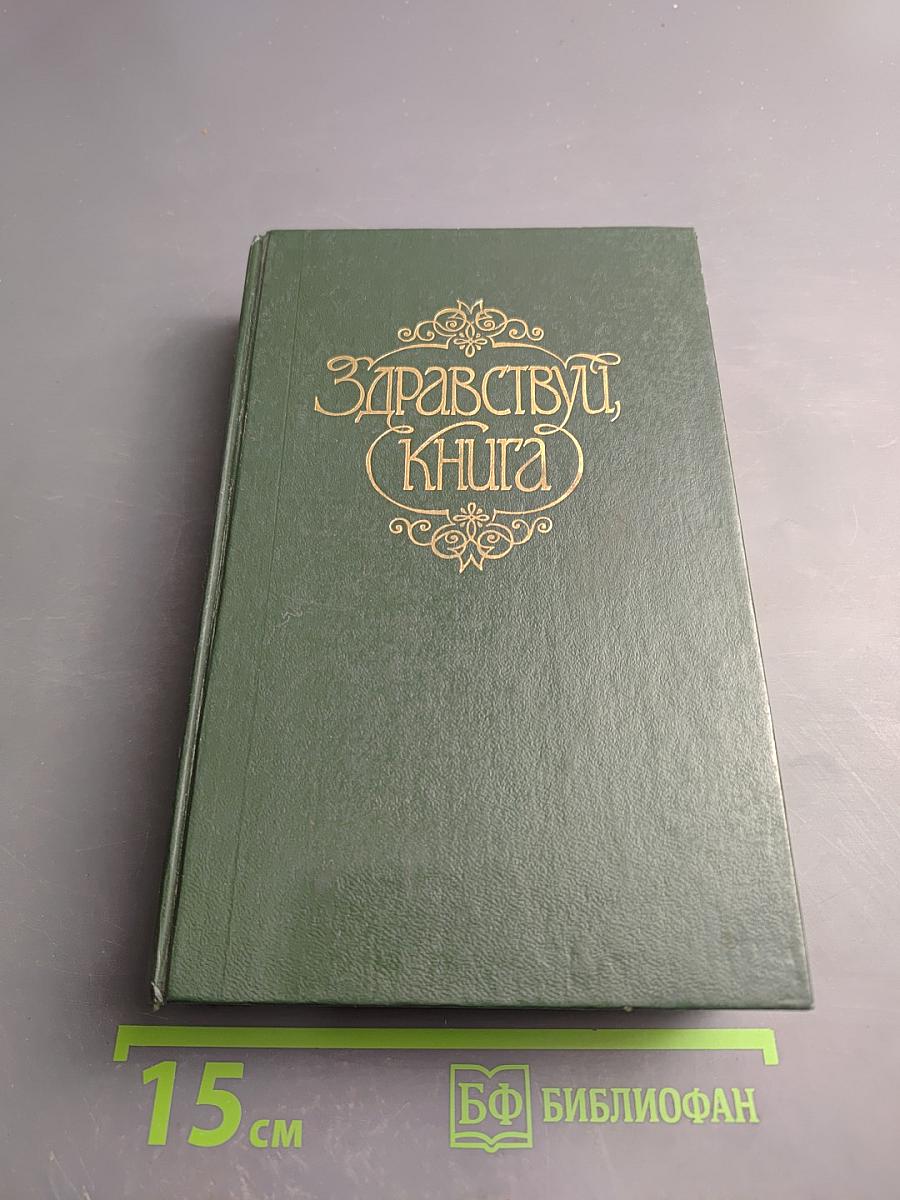 Здравствуй,
книга
15 см
БФ БИБЛИОФАН